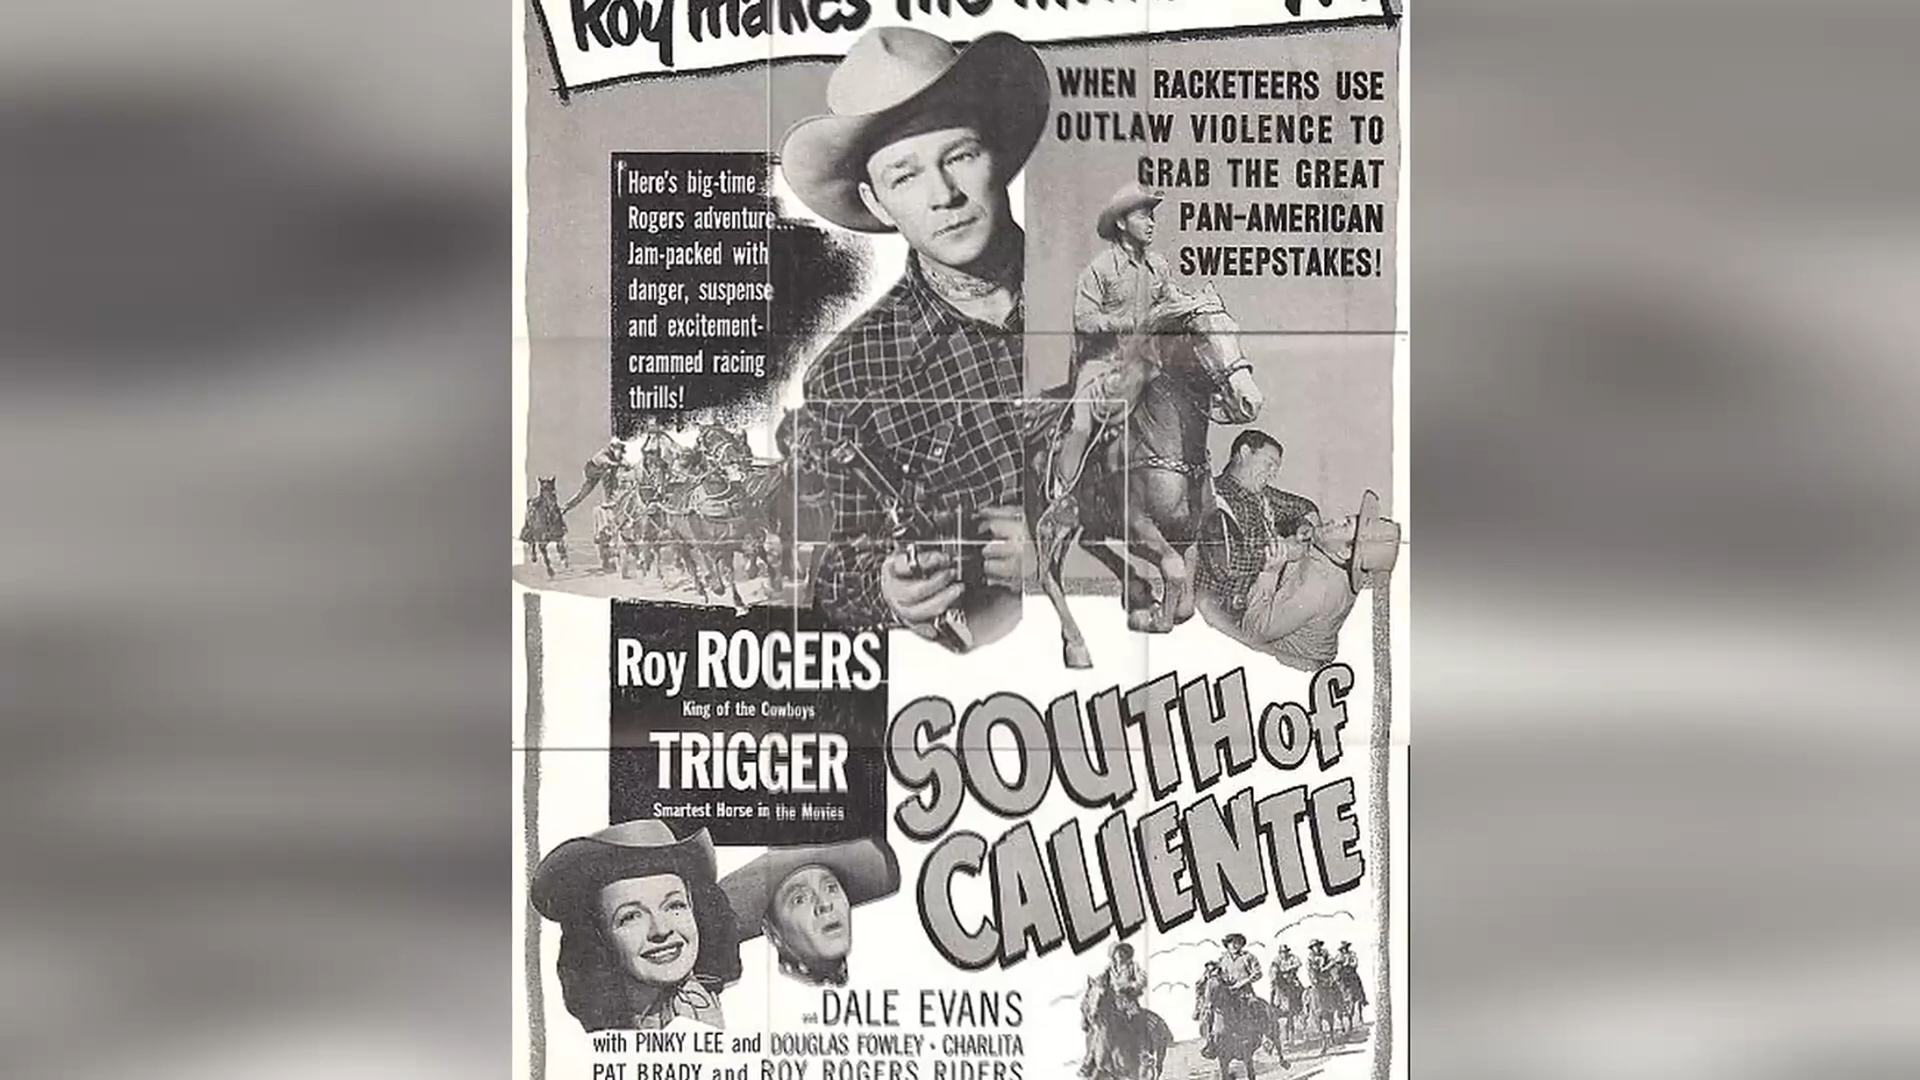 Roy makes
WHEN RACKETEERS USE
OUTLAW VIOLENCE TO
GRAB THE GREAT
PAN-AMERICAN
SWEEPSTAKES!
Here's big-time
Rogers adventure...
Jam-packed with
danger, suspense
and excitement-
crammed racing
thrills!
Roy ROGERS
King of the Cowboys
TRIGGER
Smartest Horse in the Movies
SOUTH of
CALIENTE
and DALE EVANS
with PINKY LEE and DOUGLAS FOWLEY · CHARLITA
PAT BRADY and ROY ROGERS RIDERS